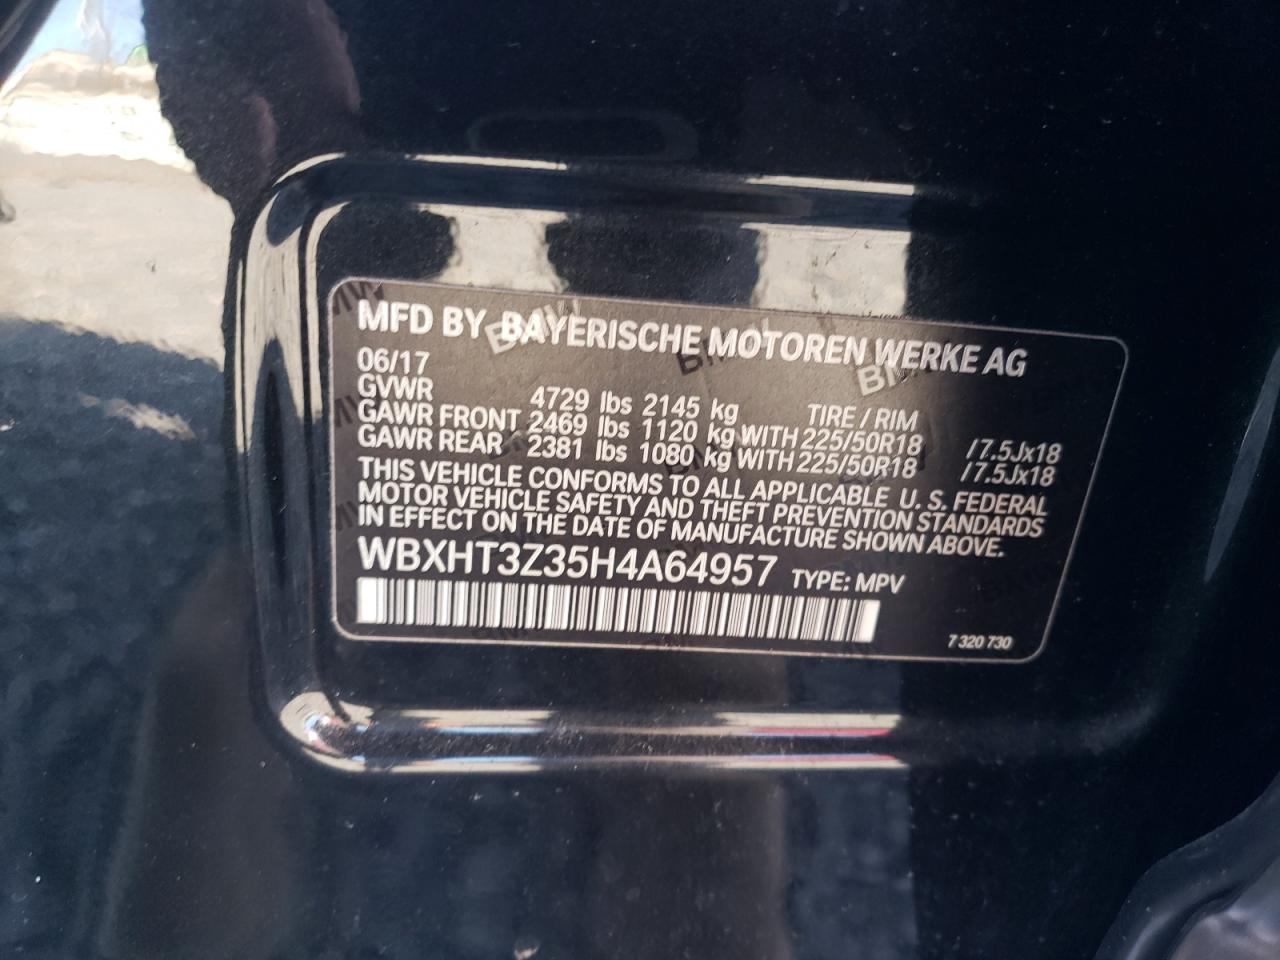 MFD BY BAYERISCHE MOTOREN WERKE AG
06/17
GVWR 4729 lbs 2145 kg TIRE / RIM
GAWR FRONT 2469 lbs 1120 kg WITH 225/50R18 /7.5Jx18
GAWR REAR 2381 lbs 1080 kg WITH 225/50R18 /7.5Jx18
THIS VEHICLE CONFORMS TO ALL APPLICABLE U. S. FEDERAL
MOTOR VEHICLE SAFETY AND THEFT PREVENTION STANDARDS
IN EFFECT ON THE DATE OF MANUFACTURE SHOWN ABOVE.
WBXHT3Z35H4A64957 TYPE: MPV
7 320 730